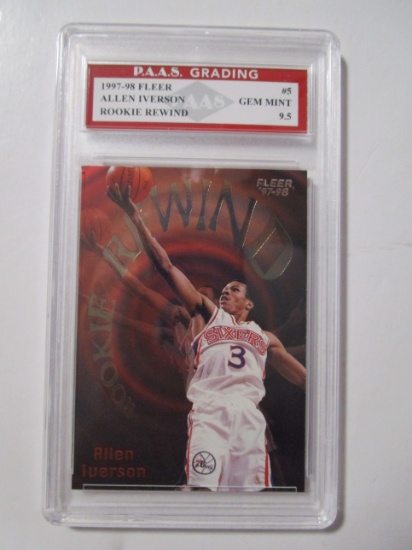 P.A.A.S. GRADING
1997-98 FLEER #5
ALLEN IVERSON GEM MINT
ROOKIE REWIND 9.5
PAAS
FLEER
'97-'98
ROOKIE REWIND
SIXERS
3
Allen
Iverson